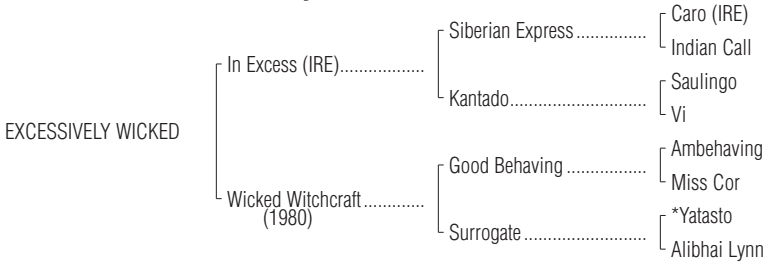 Caro (IRE)
Siberian Express ...............
Indian Call
In Excess (IRE)..................
Saulingo
Kantado.............................
Vi
EXCESSIVELY WICKED
Ambehaving
Good Behaving .................
Miss Cor
Wicked Witchcraft.............
(1980)
*Yatasto
Surrogate ..........................
Alibhai Lynn